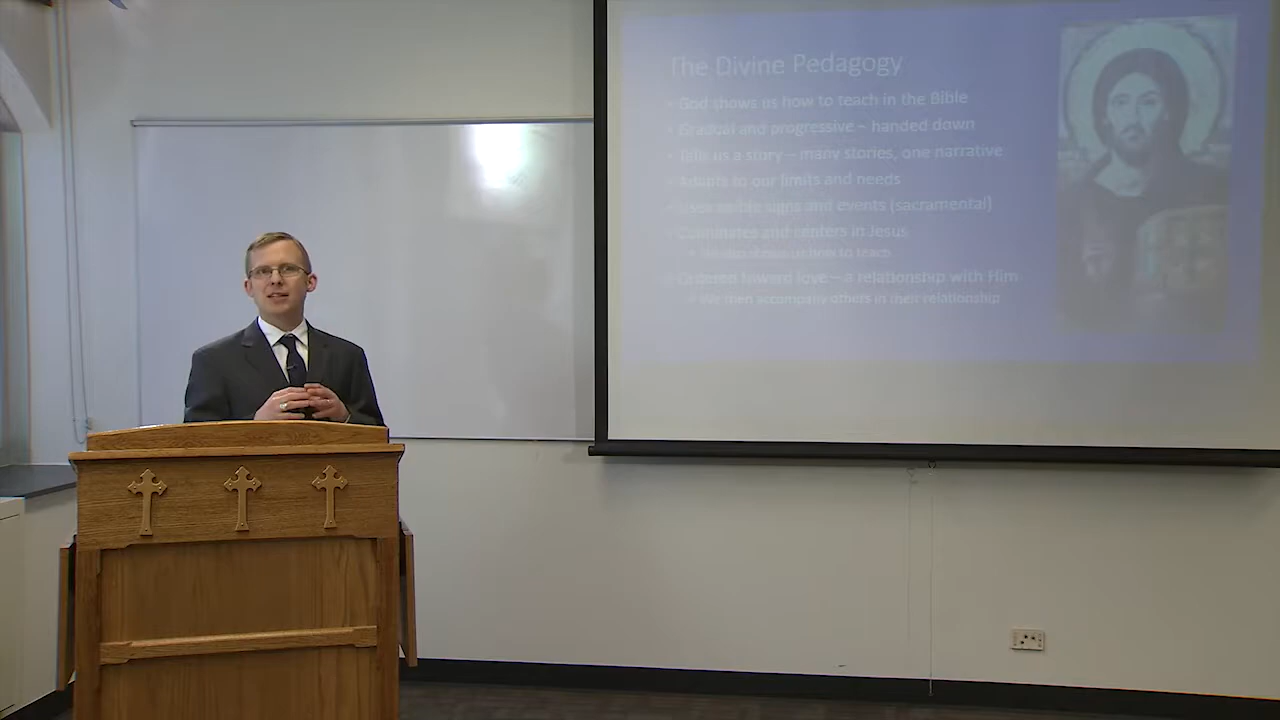 The Divine Pedagogy
• God shows us how to teach in the Bible
• Gradual and progressive – handed down
• Tells us a story – many stories, one narrative
• Adapts to our limits and needs
• Uses visible signs and events (sacramental)
• Culminates and centers in Jesus
to teach
• Ordered toward love – a relationship with Him
• We then accompany others in their relationship